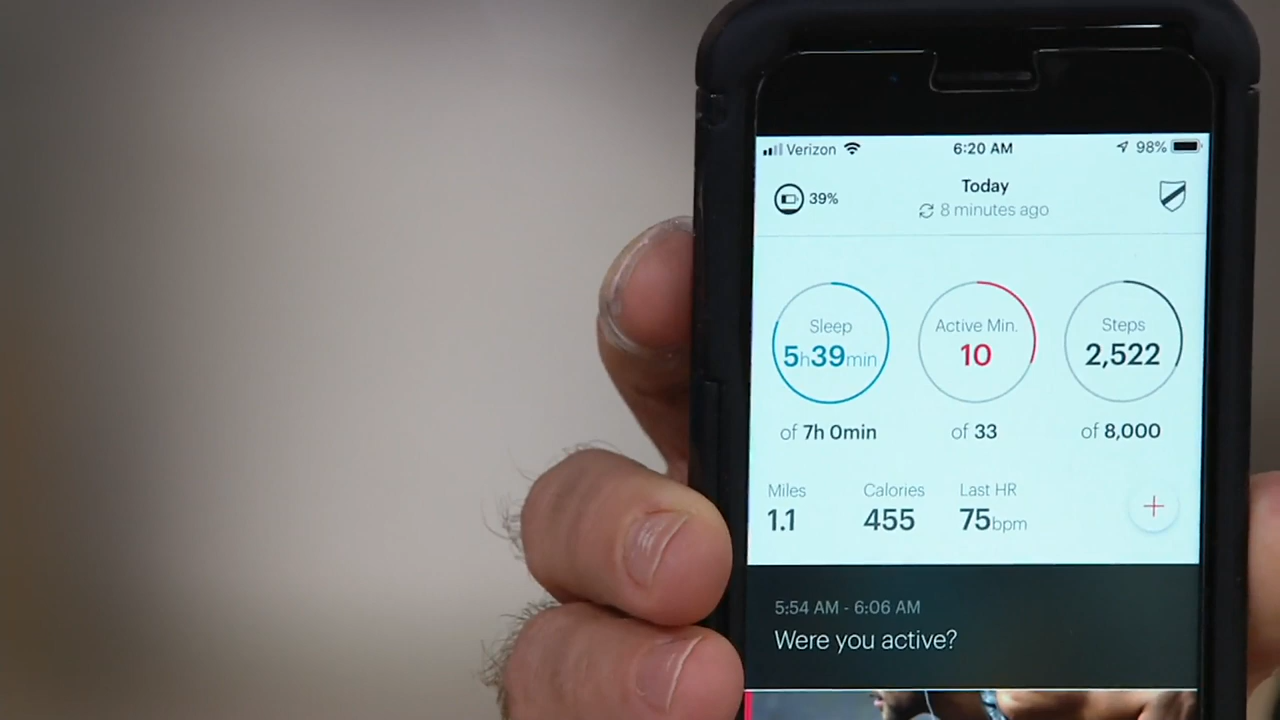 Verizon 6:20 AM 98%
39% Today
8 minutes ago
Sleep Active Min. Steps
5h39min 10 2,522
of 7h 0min of 33 of 8,000
Miles Calories Last HR
1.1 455 75bpm +
5:54 AM - 6:06 AM
Were you active?